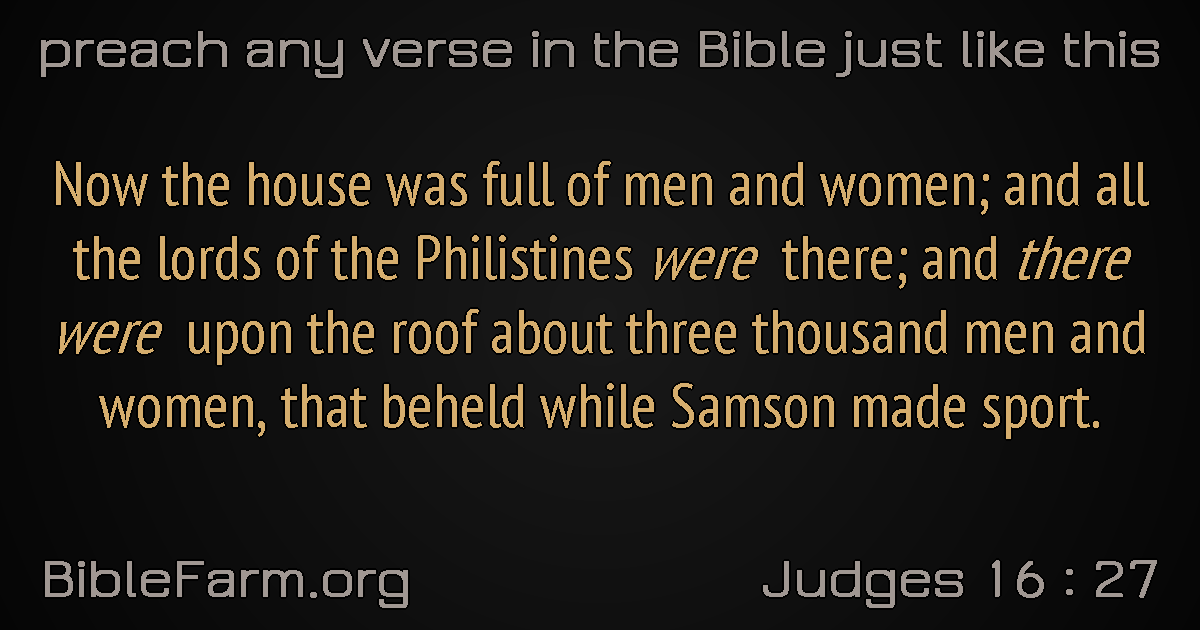 preach any verse in the Bible just like this
Now the house was full of men and women; and all
the lords of the Philistines were there; and there
were upon the roof about three thousand men and
women, that beheld while Samson made sport.
BibleFarm.org
Judges 16 : 27